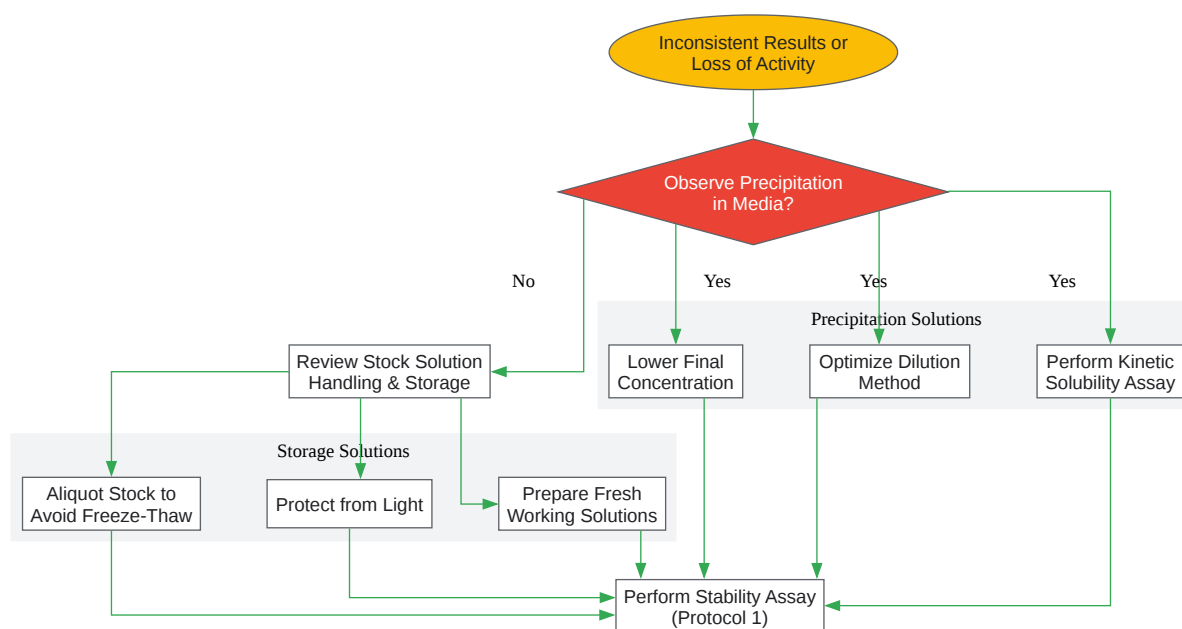 Inconsistent Results or
Loss of Activity
Observe Precipitation
in Media?
No
Yes
Yes
Yes
Precipitation Solutions
Review Stock Solution
Handling & Storage
Lower Final
Concentration
Optimize Dilution
Method
Perform Kinetic
Solubility Assay
Storage Solutions
Aliquot Stock to
Avoid Freeze-Thaw
Protect from Light
Prepare Fresh
Working Solutions
Perform Stability Assay
(Protocol 1)